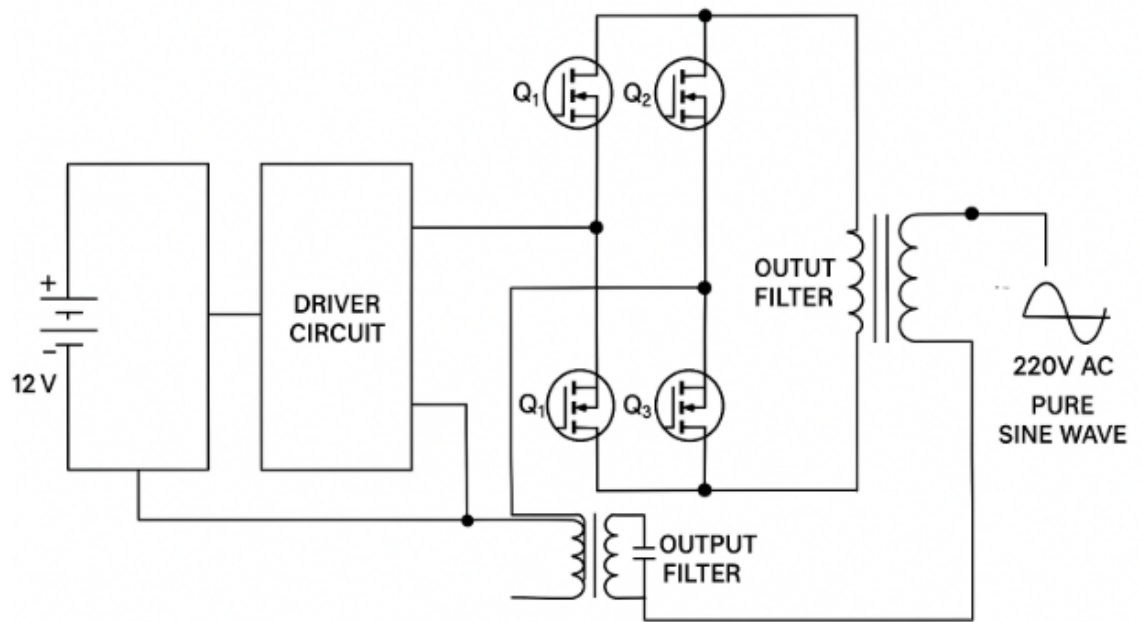 Q1
Q2
+
−
12 V
DRIVER
CIRCUIT
OUTUT
FILTER
220V AC
PURE
SINE WAVE
Q1
Q3
OUTPUT
FILTER